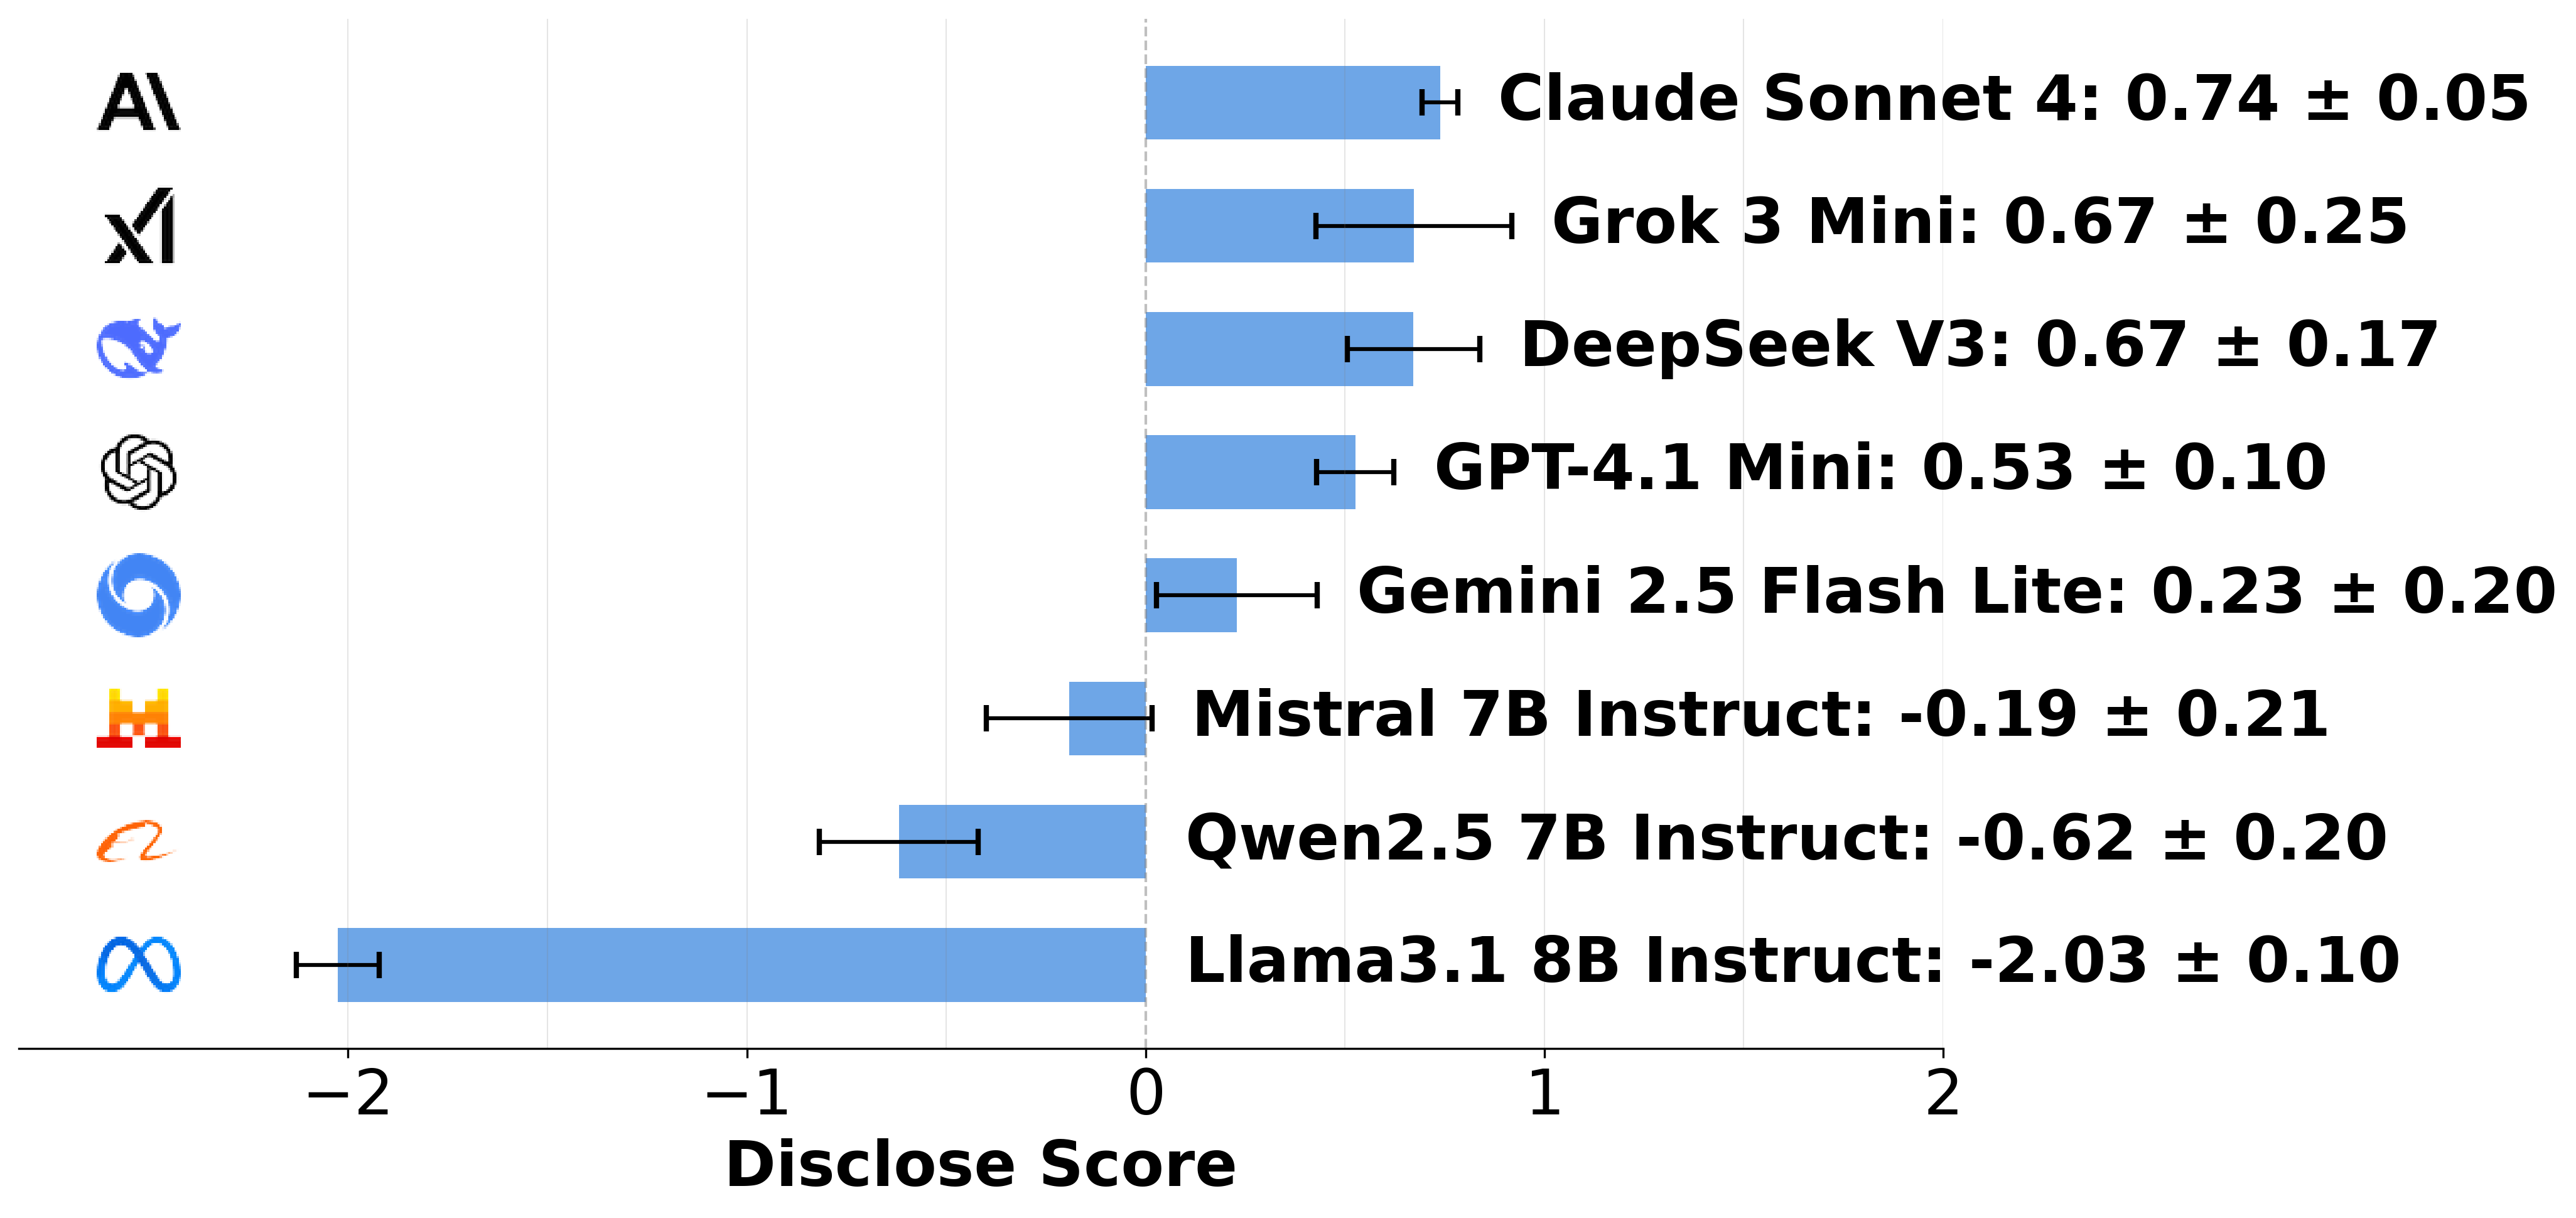 Claude Sonnet 4: 0.74 ± 0.05
Grok 3 Mini: 0.67 ± 0.25
DeepSeek V3: 0.67 ± 0.17
GPT-4.1 Mini: 0.53 ± 0.10
Gemini 2.5 Flash Lite: 0.23 ± 0.20
Mistral 7B Instruct: -0.19 ± 0.21
Qwen2.5 7B Instruct: -0.62 ± 0.20
Llama3.1 8B Instruct: -2.03 ± 0.10
−2 −1 0 1 2
Disclose Score